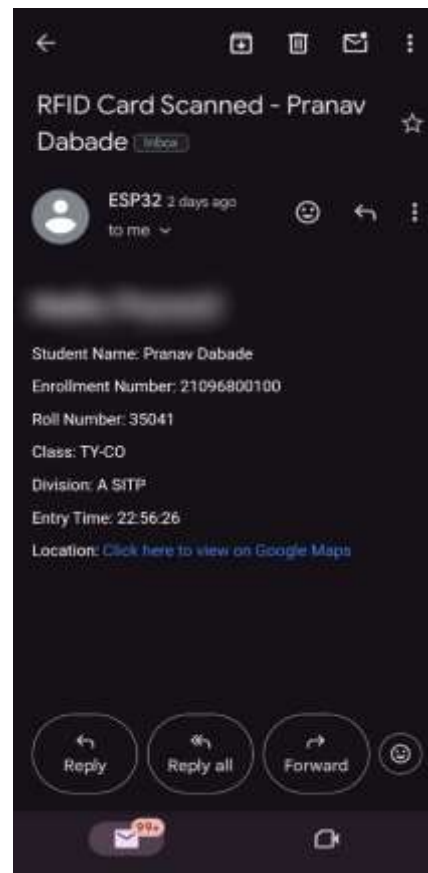 RFID Card Scanned - Pranav
Dabade Inbox
ESP32 2 days ago
to me
Student Name: Pranav Dabade
Enrollment Number: 21096800100
Roll Number: 35041
Class: TY-CO
Division: A SITP
Entry Time: 22:56:26
Location: Click here to view on Google Maps
Reply
Reply all
Forward
99+